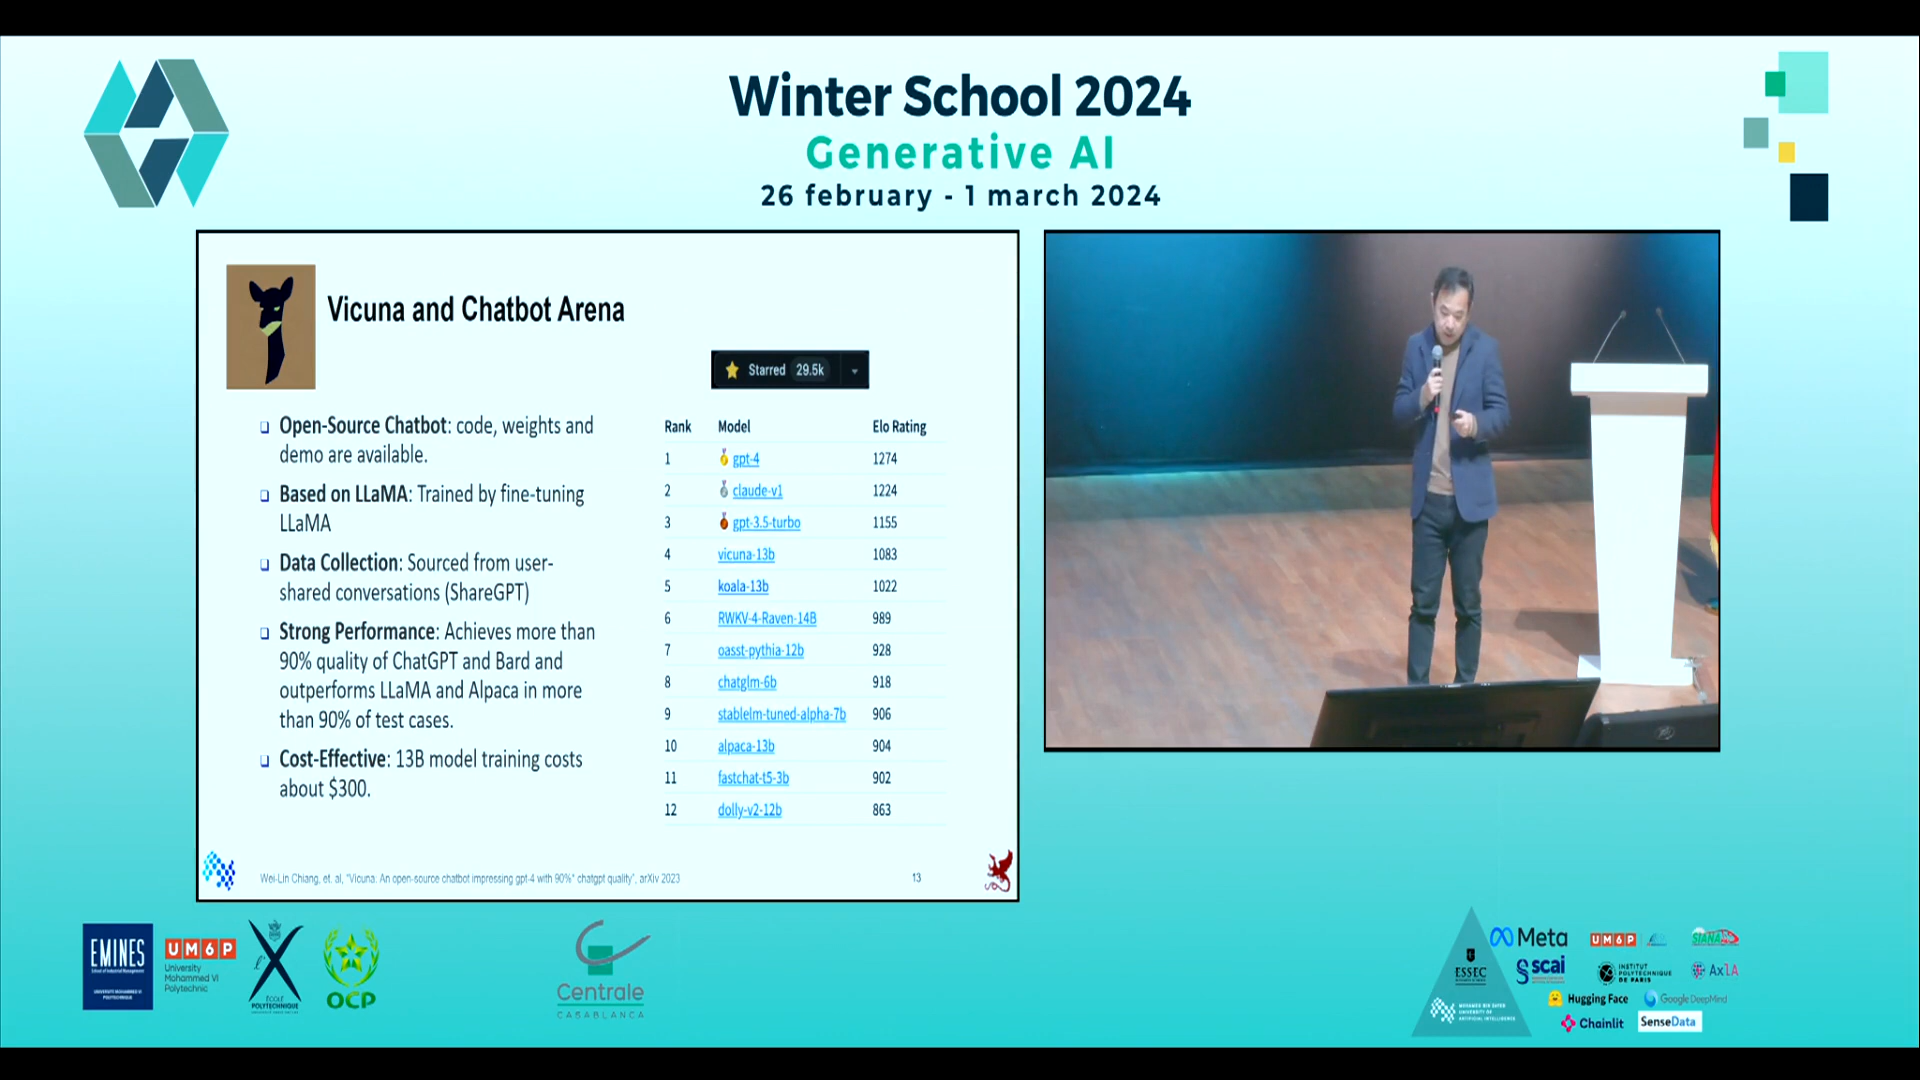 Winter School 2024
Generative AI
26 february - 1 march 2024
Vicuna and Chatbot Arena
Starred 29.5k
❑ Open-Source Chatbot: code, weights and
demo are available.
❑ Based on LLaMA: Trained by fine-tuning
LLaMA
❑ Data Collection: Sourced from user-
shared conversations (ShareGPT)
❑ Strong Performance: Achieves more than
90% quality of ChatGPT and Bard and
outperforms LLaMA and Alpaca in more
than 90% of test cases.
❑ Cost-Effective: 13B model training costs
about $300.
Rank Model Elo Rating
1 gpt-4 1274
2 claude-v1 1224
3 gpt-3.5-turbo 1155
4 vicuna-13b 1083
5 koala-13b 1022
6 RWKV-4-Raven-14B 989
7 oasst-pythia-12b 928
8 chatglm-6b 918
9 stablelm-tuned-alpha-7b 906
10 alpaca-13b 904
11 fastchat-t5-3b 902
12 dolly-v2-12b 863
Wei-Lin Chiang, et. al, "Vicuna: An open-source chatbot impressing gpt-4 with 90%* chatgpt quality", arXiv 2023
13
EMINES
School of Industrial Management
UNIVERSITÉ MOHAMMED VI
POLYTECHNIQUE
UM6P
University
Mohammed VI
Polytechnic
ÉCOLE
POLYTECHNIQUE
OCP
Centrale
CASABLANCA
ESSEC
MOHAMED BIN ZAYED
UNIVERSITY OF
ARTIFICIAL INTELLIGENCE
Meta
UM6P
scai
INSTITUT
POLYTECHNIQUE
DE PARIS
AxIA
Hugging Face
Google DeepMind
Chainlit
SenseData